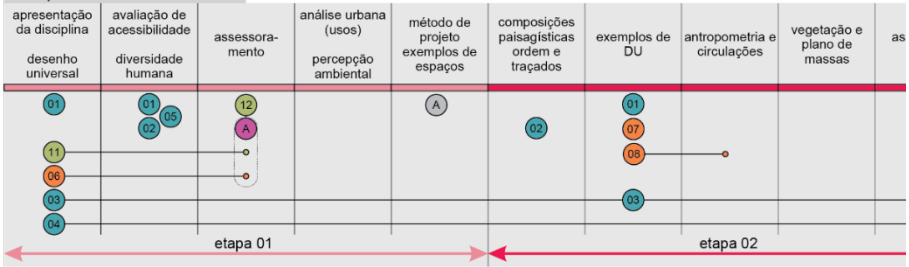 apresentação
da disciplina
desenho
universal
avaliação de
acessibilidade
diversidade
humana
assessora-
mento
análise urbana
(usos)
percepção
ambiental
método de
projeto
exemplos de
espaços
composições
paisagísticas
ordem e
traçados
exemplos de
DU
antropometria e
circulações
vegetação e
plano de
massas
as
01 01 05 12 A 01
02 A 02 07
11 08
06
03 03
04
etapa 01 etapa 02